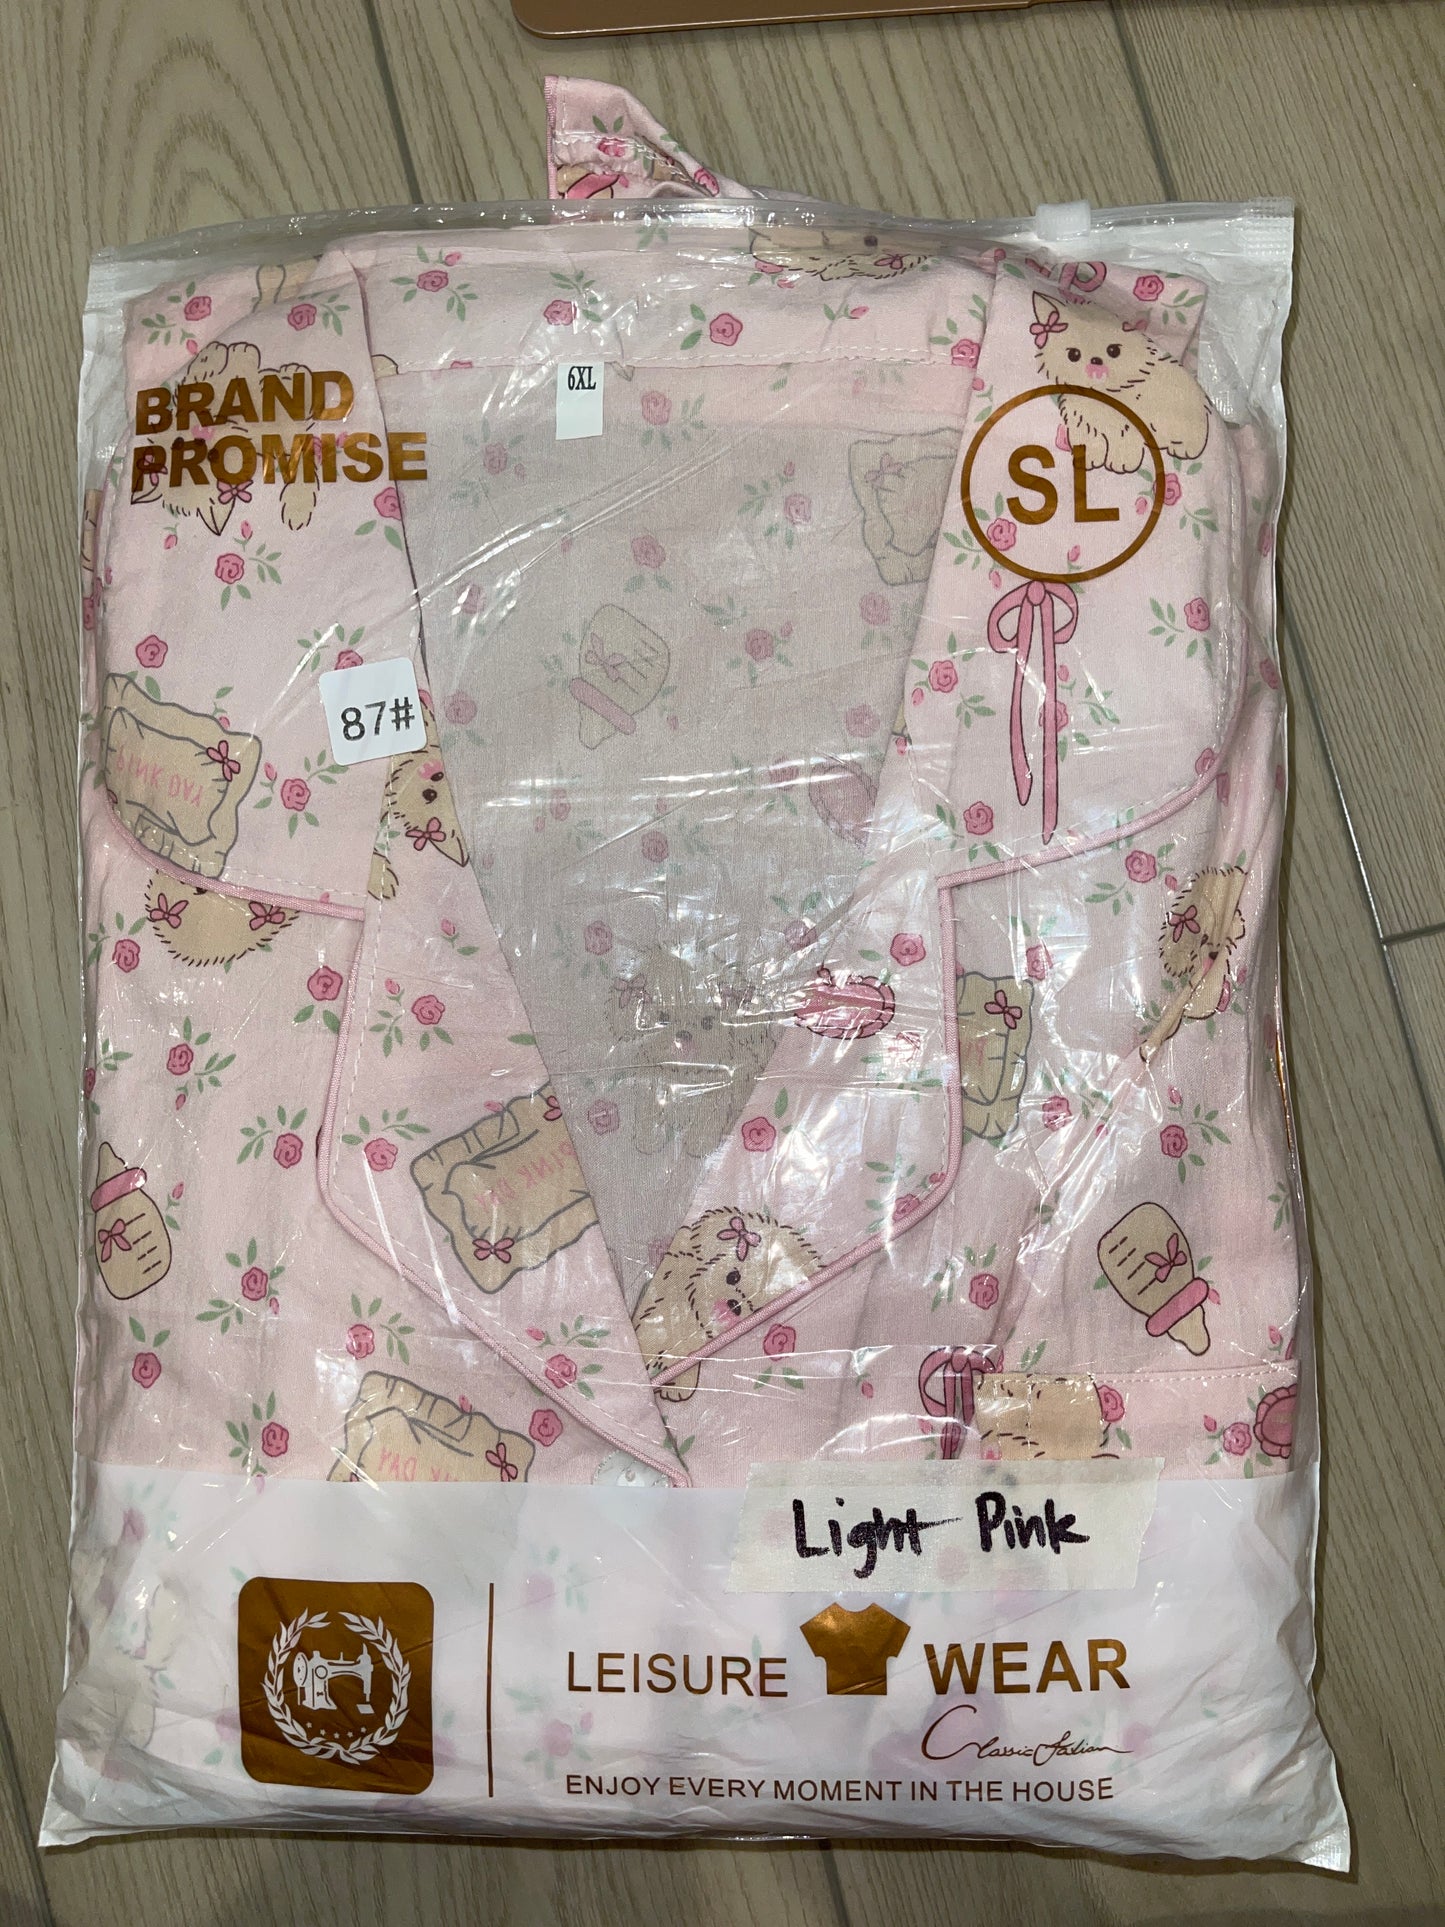 6XL
BRAND
PROMISE
SL
87#
PINK DAY
PINK DAY
Light Pink
LEISURE WEAR
Classic Fasian
ENJOY EVERY MOMENT IN THE HOUSE